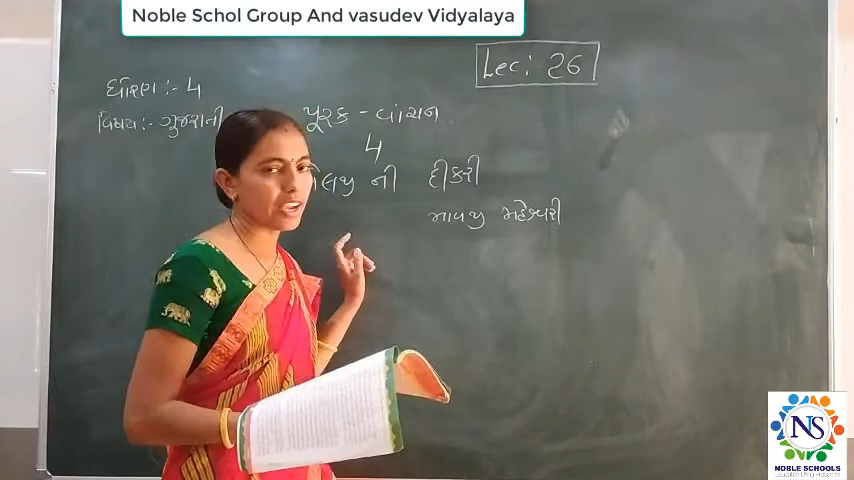 Noble Schol Group And vasudev Vidyalaya
Lec: 26
ધોરણ :- 4
વિષય :- ગુજરાતી
પૂરક - વાંચન
4
ની દીકરી
માવજી મહેશ્વરી
NS
NOBLE SCHOOLS